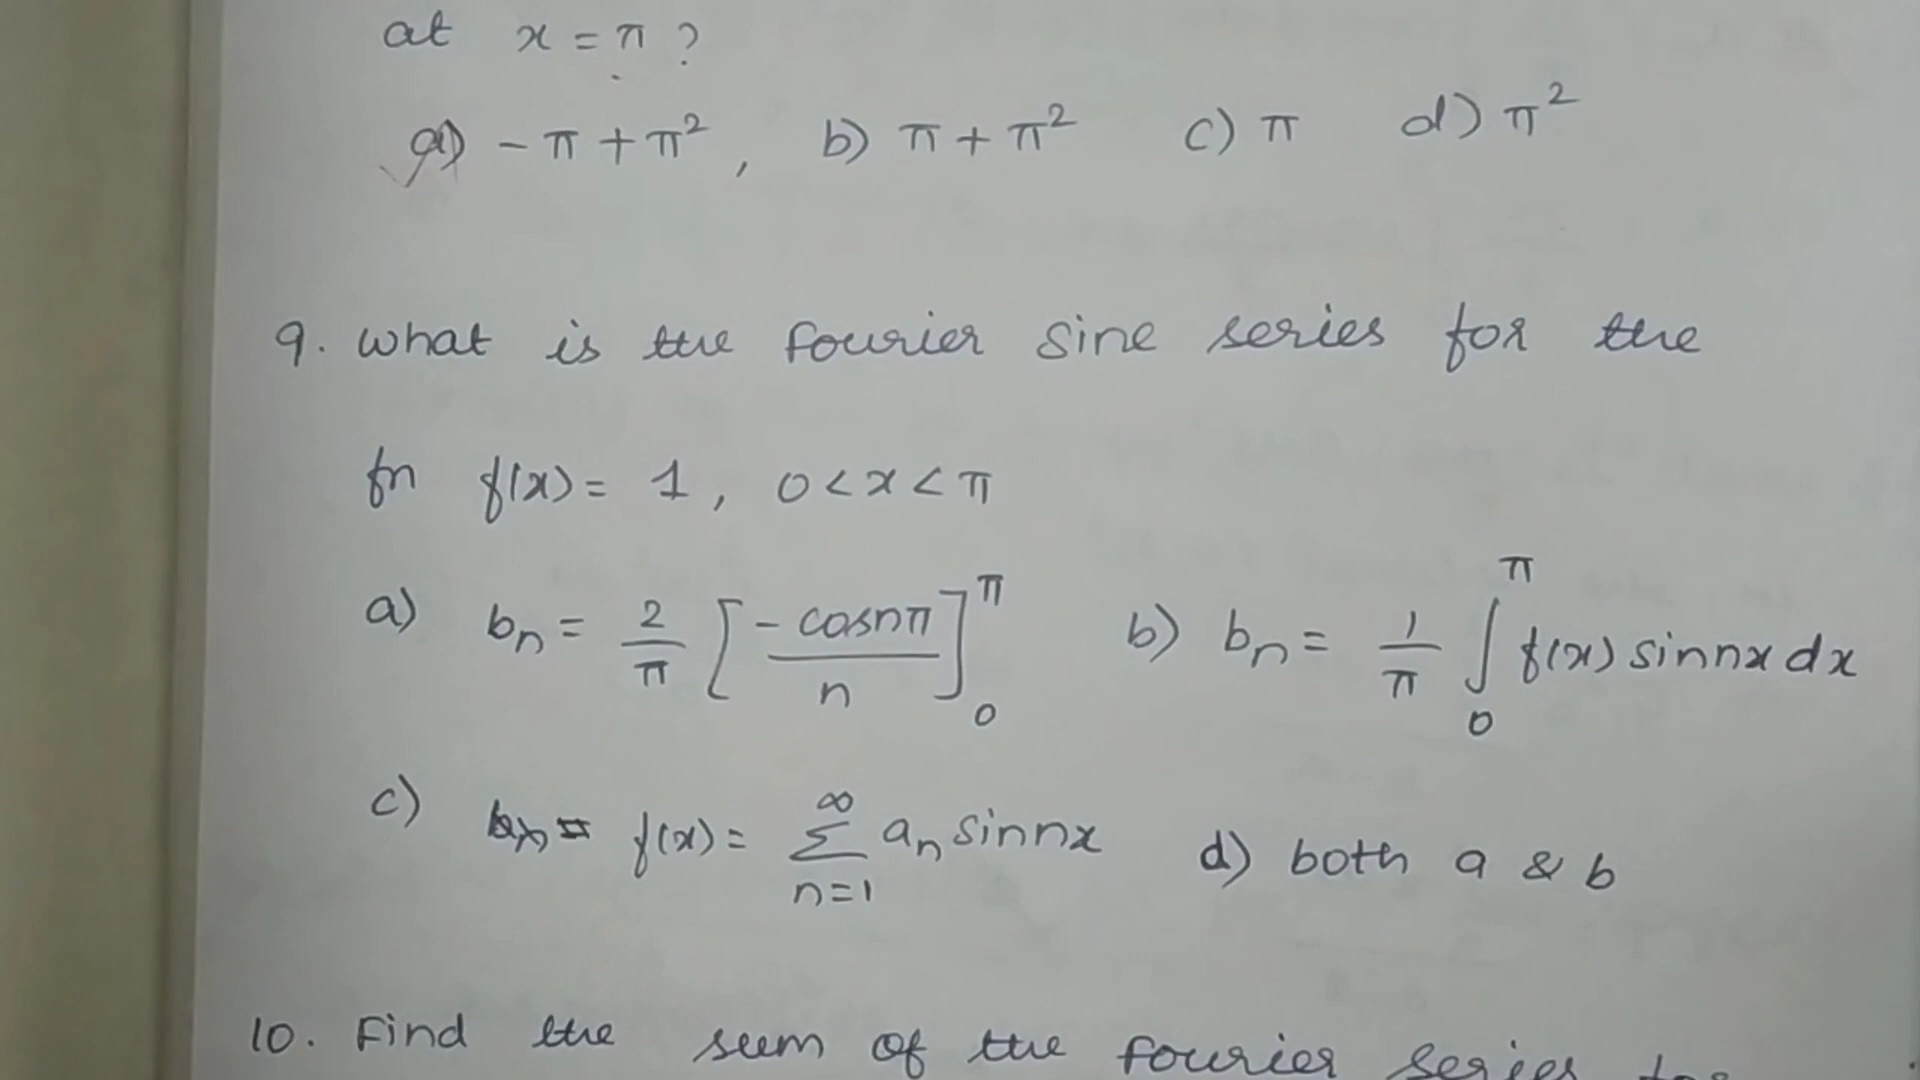 at x = π ?
a) - π + π², b) π + π² c) π d) π²
9. What is the fourier sine series for the
fn f(x) = 1, 0 < x < π
a) bn = 2/π [- cosnπ / n]₀^π b) bn = 1/π ∫₀^π f(x) sinnx dx
c) f(x) = ∑_{n=1}^∞ an sinnx d) both a & b
10. Find the sum of the fourier series for